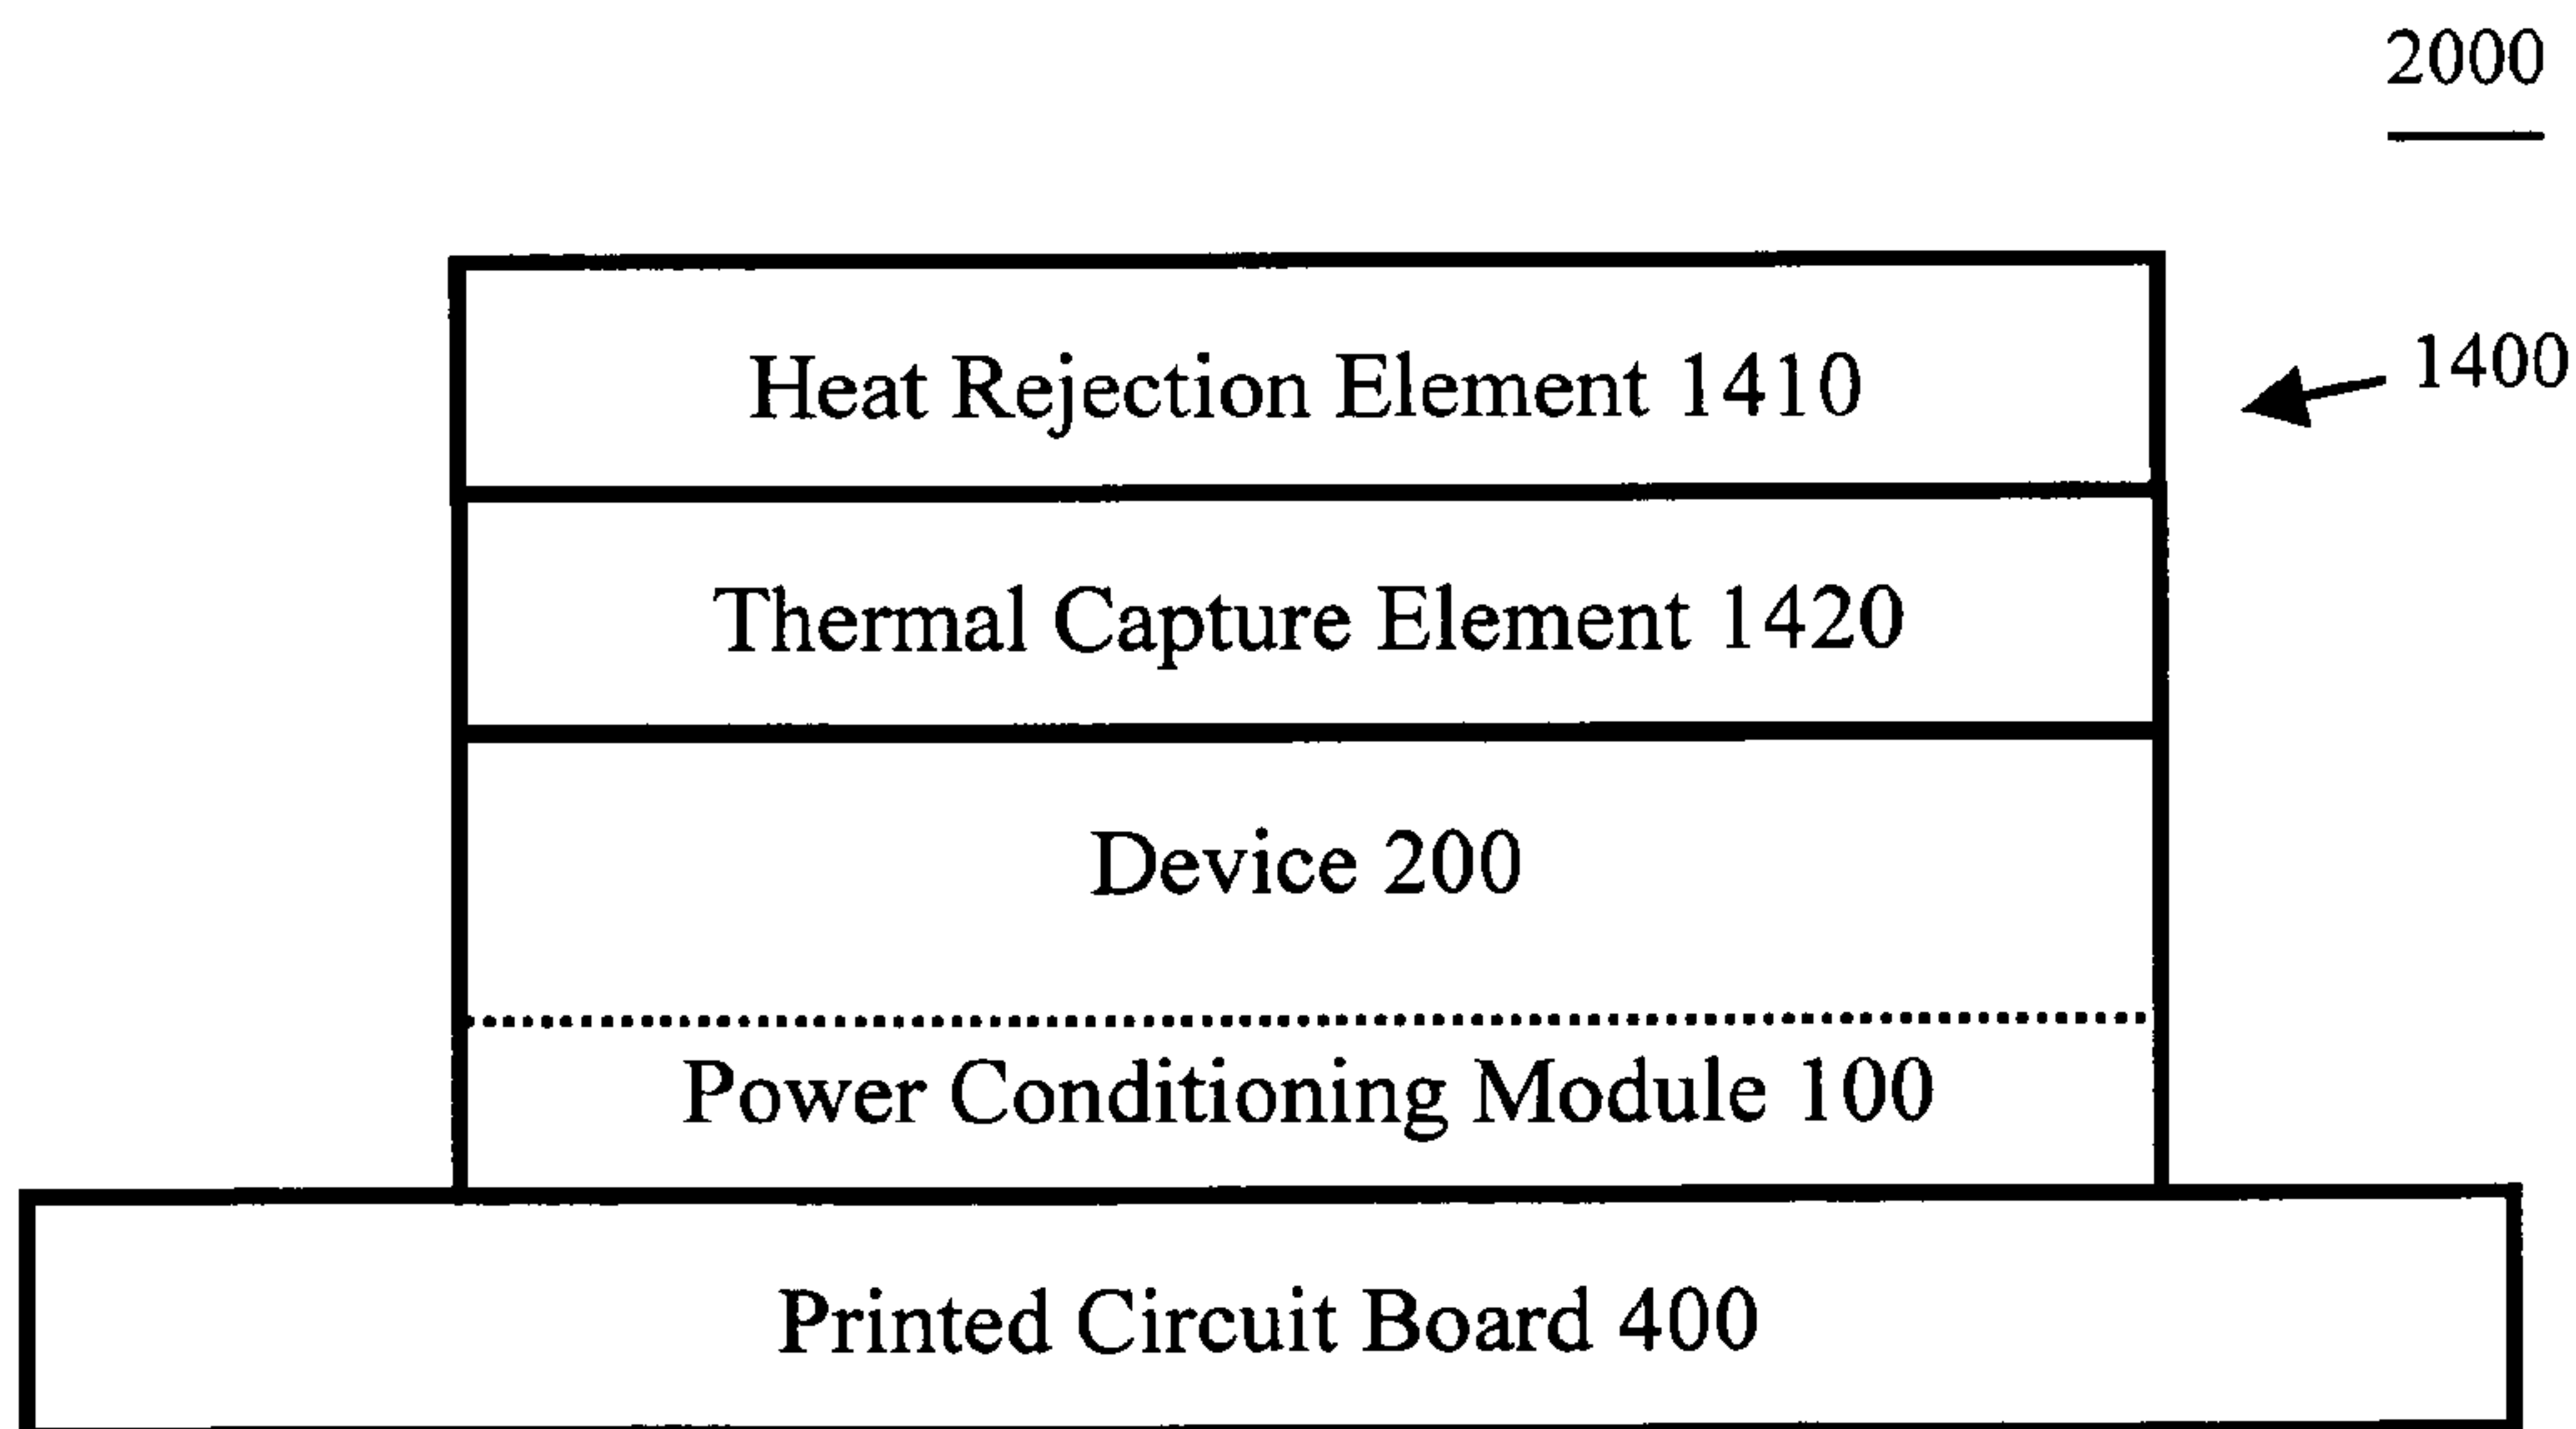 2000
Heat Rejection Element 1410
1400
Thermal Capture Element 1420
Device 200
Power Conditioning Module 100
Printed Circuit Board 400